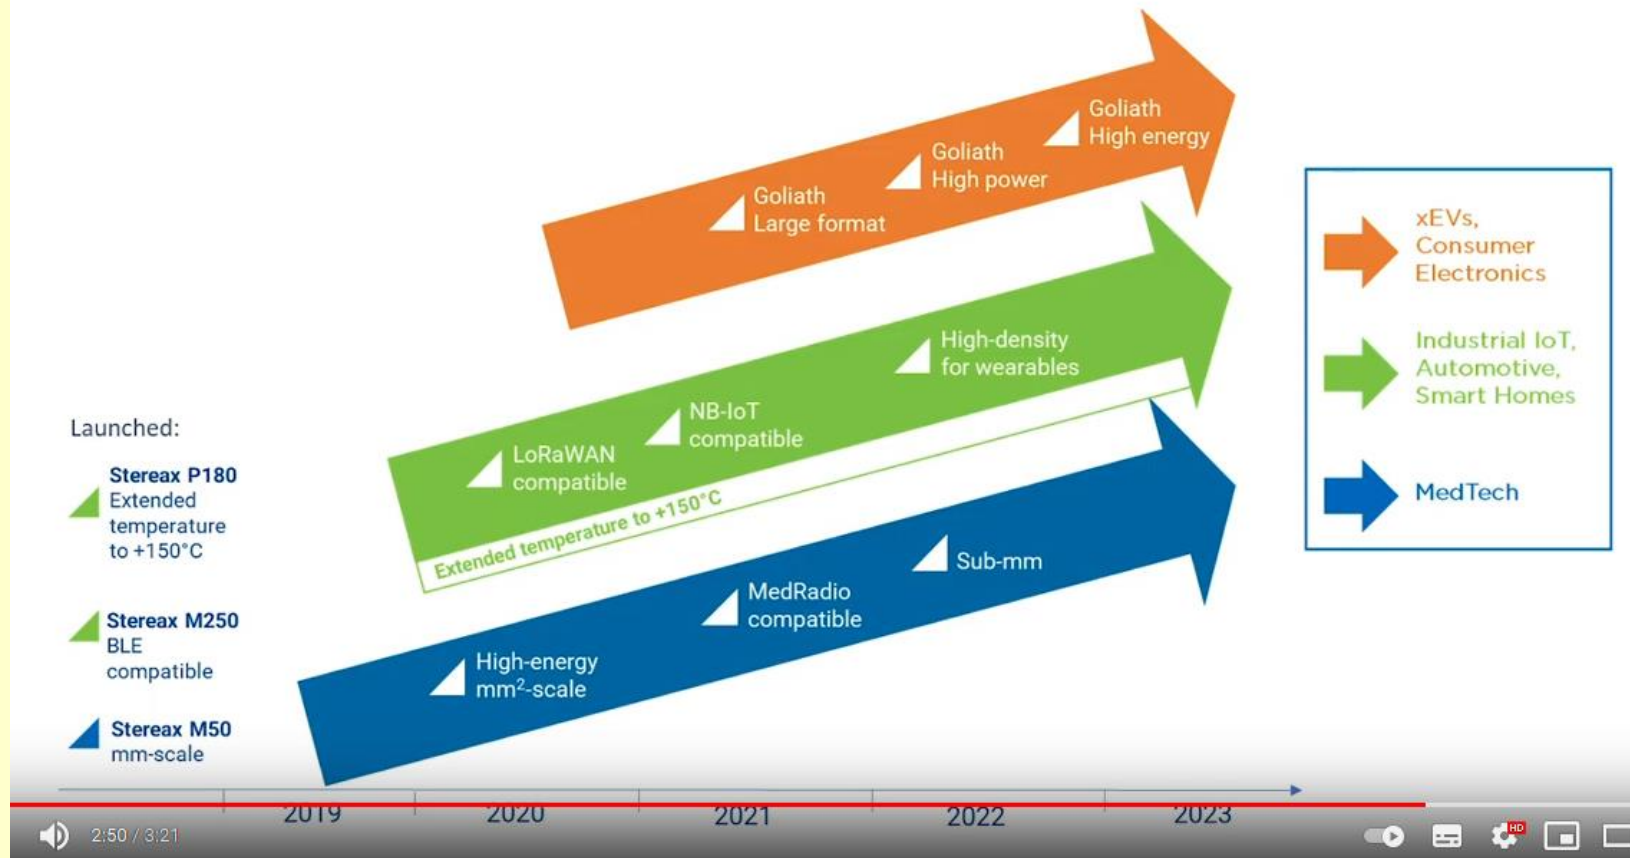 Goliath
High energy
Goliath
High power
Goliath
Large format
xEVs,
Consumer
Electronics
High-density
for wearables
NB-IoT
compatible
LoRaWAN
compatible
Extended temperature to +150°C
Industrial IoT,
Automotive,
Smart Homes
MedTech
Launched:
Stereax P180
Extended
temperature
to +150°C
Stereax M250
BLE
compatible
Stereax M50
mm-scale
Sub-mm
MedRadio
compatible
High-energy
mm²-scale
2019
2020
2021
2022
2023
2:50 / 3:21
HD